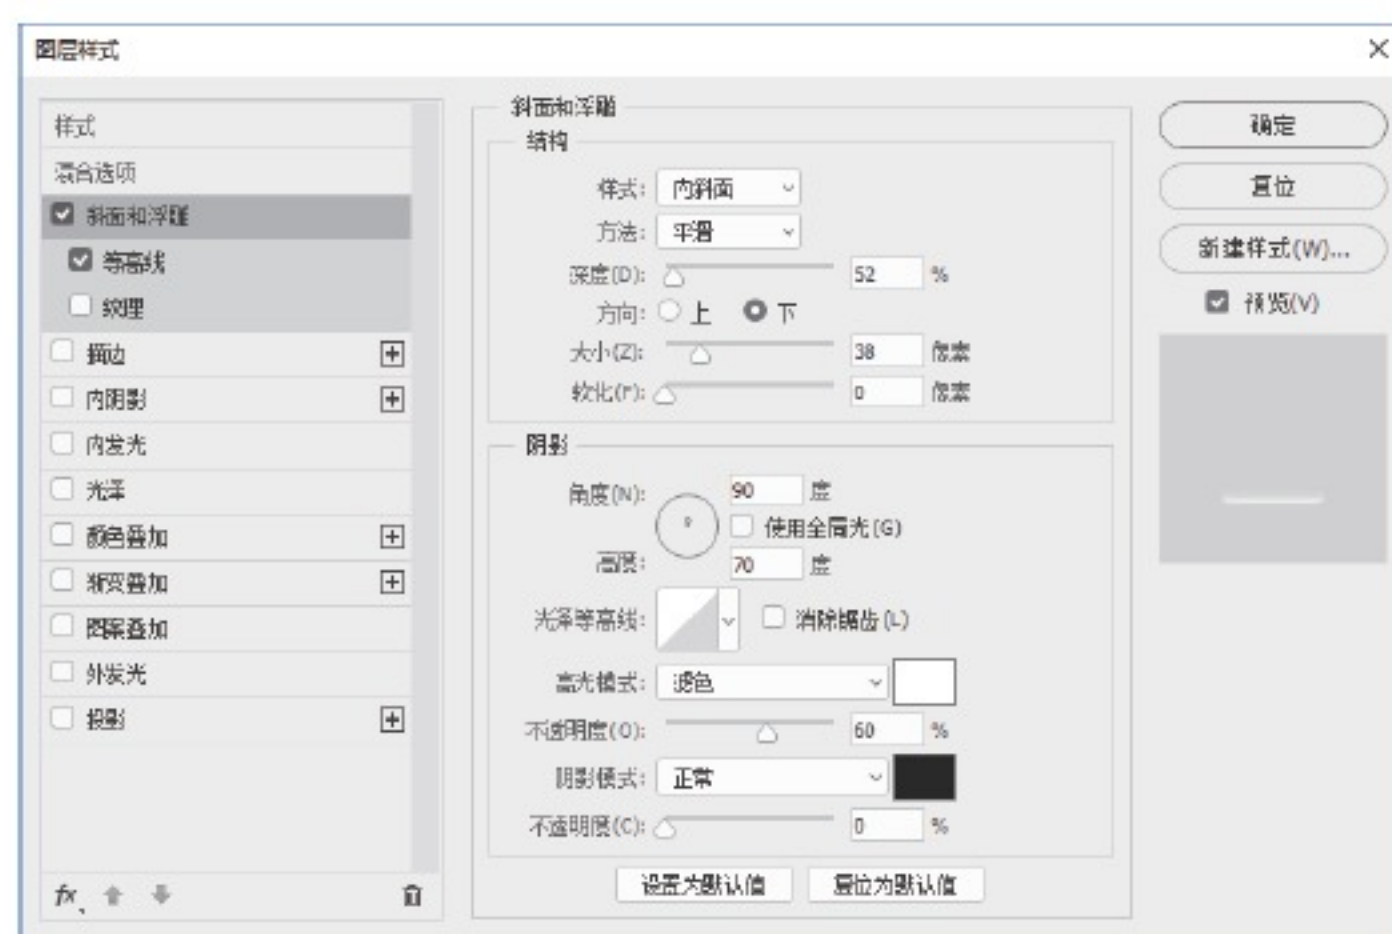 图层样式
样式
混合选项
斜面和浮雕
等高线
纹理
描边
内阴影
内发光
光泽
颜色叠加
渐变叠加
图案叠加
外发光
投影
fx
斜面和浮雕
结构
样式: 内斜面
方法: 平滑
深度(D): 52 %
方向: 上 下
大小(Z): 38 像素
软化(F): 0 像素
阴影
角度(N): 90 度
使用全局光(G)
高度: 70 度
光泽等高线: 消除锯齿(L)
高光模式: 滤色
不透明度(O): 60 %
阴影模式: 正常
不透明度(C): 0 %
设置为默认值 复位为默认值
确定
复位
新建样式(W)...
预览(V)